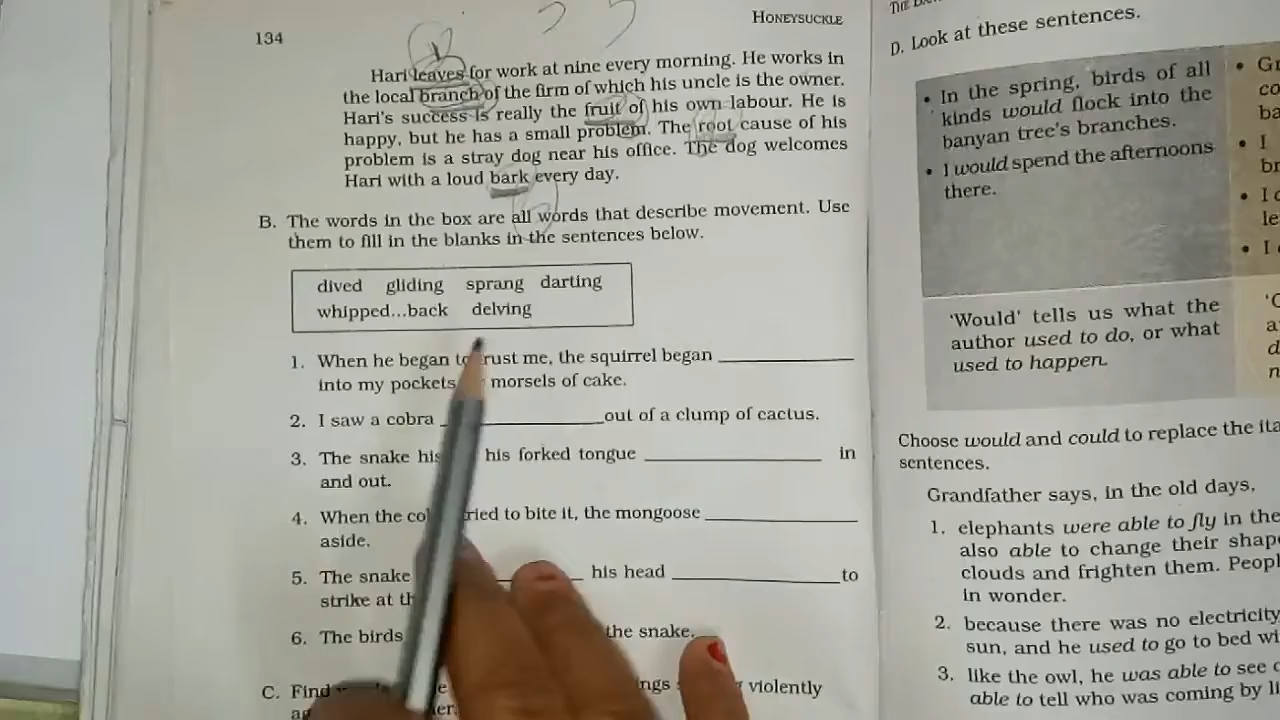 134
HONEYSUCKLE
Hari leaves for work at nine every morning. He works in
the local branch of the firm of which his uncle is the owner.
Hari's success is really the fruit of his own labour. He is
happy, but he has a small problem. The root cause of his
problem is a stray dog near his office. The dog welcomes
Hari with a loud bark every day.
B. The words in the box are all words that describe movement. Use
them to fill in the blanks in the sentences below.
dived gliding sprang darting
whipped...back delving
1. When he began to trust me, the squirrel began
into my pockets morsels of cake.
2. I saw a cobra out of a clump of cactus.
3. The snake his forked tongue in
and out.
4. When the tried to bite it, the mongoose
aside.
5. The snake his head to
strike at
6. The birds the snake.
C. Find violently
THE
D. Look at these sentences.
• In the spring, birds of all
kinds would flock into the
banyan tree's branches.
• I would spend the afternoons
there.
'Would' tells us what the
author used to do, or what
used to happen.
Choose would and could to replace the
sentences.
Grandfather says, in the old days,
1. elephants were able to fly in the
also able to change their
clouds and frighten them.
in wonder.
2. because there was no electricity
sun, and he used to go to bed
3. like the owl, he was able to see
able to tell who was coming by